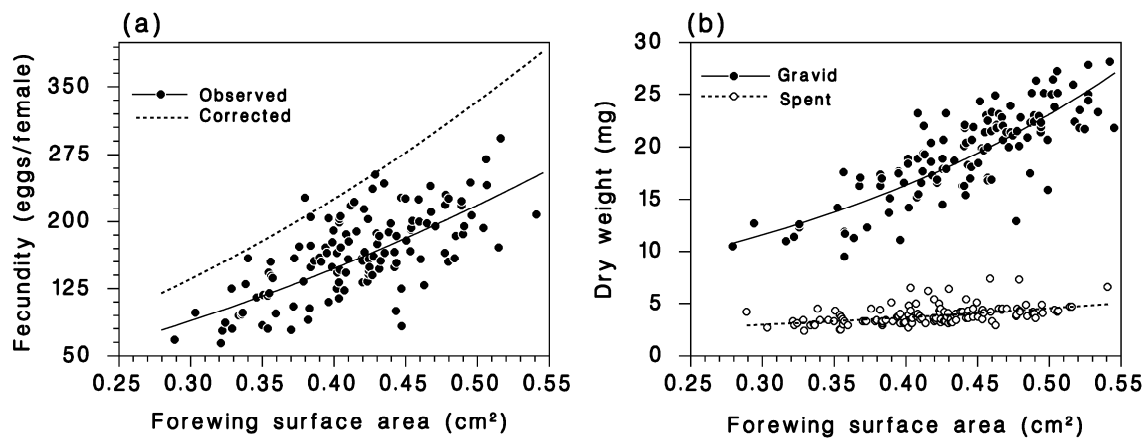 (a)
Fecundity (eggs/female)
350
275
200
125
50
Observed
Corrected
0.25 0.30 0.35 0.40 0.45 0.50 0.55
Forewing surface area (cm²)
(b)
Dry weight (mg)
30
25
20
15
10
5
0
Gravid
Spent
0.25 0.30 0.35 0.40 0.45 0.50 0.55
Forewing surface area (cm²)